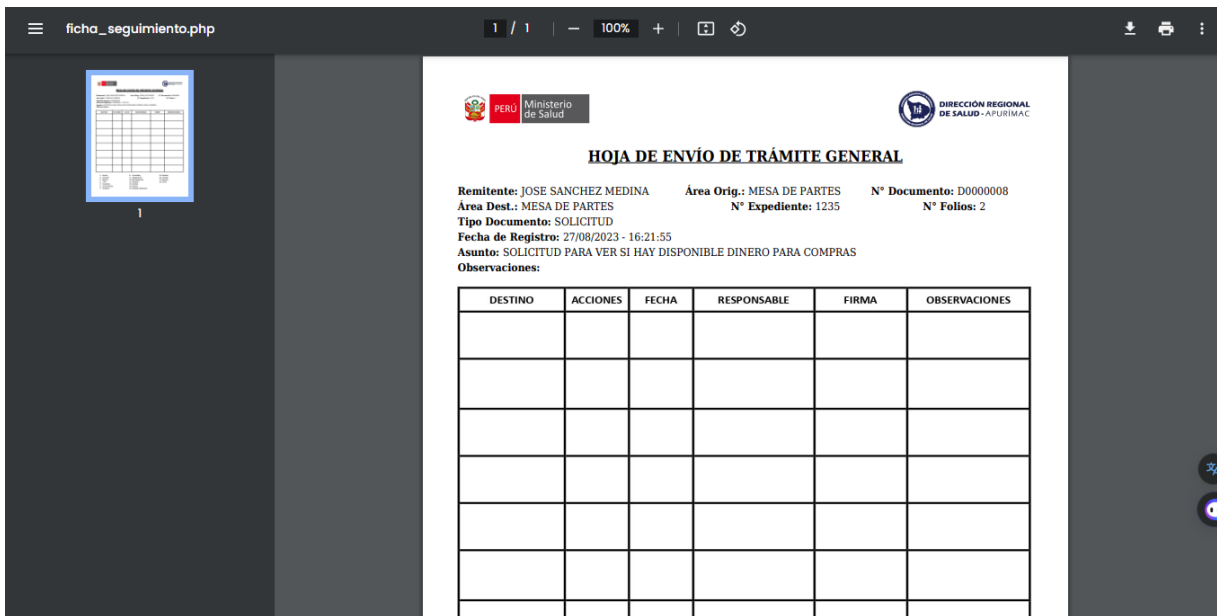 ficha_seguimiento.php
1 / 1
100%
1
PERÚ Ministerio de Salud
DIRECCIÓN REGIONAL
DE SALUD - APURÍMAC
HOJA DE ENVÍO DE TRÁMITE GENERAL
Remitente: JOSE SANCHEZ MEDINA Área Orig.: MESA DE PARTES N° Documento: D0000008
Área Dest.: MESA DE PARTES N° Expediente: 1235 N° Folios: 2
Tipo Documento: SOLICITUD
Fecha de Registro: 27/08/2023 - 16:21:55
Asunto: SOLICITUD PARA VER SI HAY DISPONIBLE DINERO PARA COMPRAS
Observaciones:
DESTINO ACCIONES FECHA RESPONSABLE FIRMA OBSERVACIONES